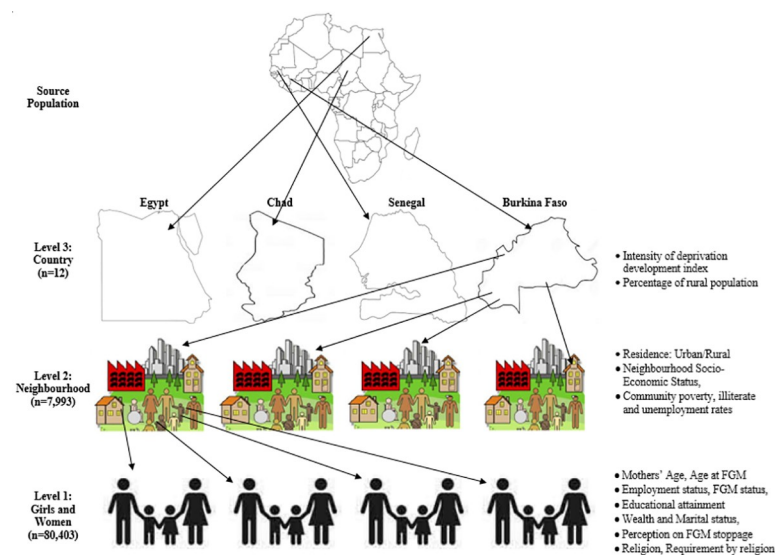 Source
Population
Egypt
Chad
Senegal
Burkina Faso
Level 3:
Country
(n=12)
● Intensity of deprivation
development index
● Percentage of rural population
Level 2:
Neighbourhood
(n=7,993)
● Residence: Urban/Rural
● Neighbourhood Socio-
Economic Status,
● Community poverty, illiterate
and unemployment rates
Level 1:
Girls and
Women
(n=80,403)
● Mothers’ Age, Age at FGM
● Employment status, FGM status,
● Educational attainment
● Wealth and Marital status,
● Perception on FGM stoppage
● Religion, Requirement by religion